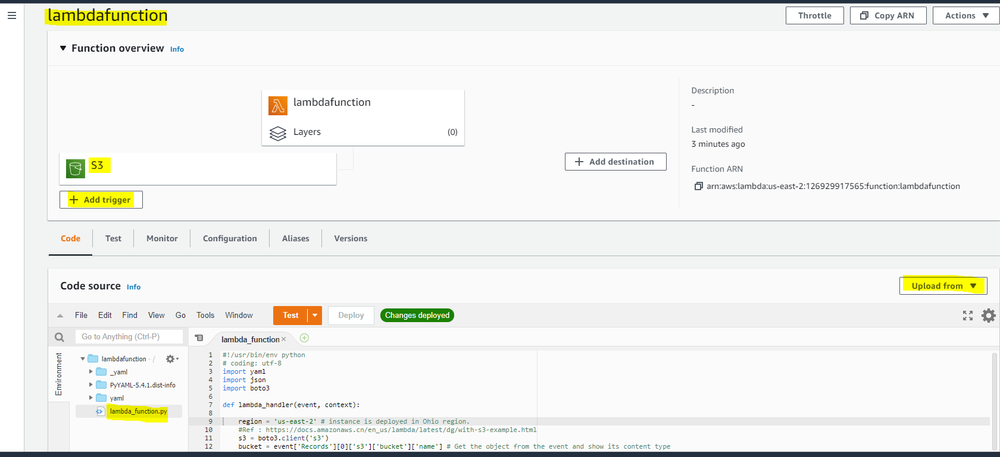 lambdafunction
Throttle
Copy ARN
Actions
Function overview Info
lambdafunction
Layers (0)
S3
Add trigger
Add destination
Description
-
Last modified
3 minutes ago
Function ARN
arn:aws:lambda:us-east-2:126929917565:function:lambdafunction
Code
Test
Monitor
Configuration
Aliases
Versions
Code source Info
Upload from
File Edit Find View Go Tools Window
Test
Deploy
Changes deployed
Go to Anything (Ctrl-P)
Environment
lambdafunction - /
_yaml
PyYAML-5.4.1.dist-info
yaml
lambda_function.py
lambda_function ×
1 #!/usr/bin/env python
2 # coding: utf-8
3 import yaml
4 import json
5 import boto3
6
7 def lambda_handler(event, context):
8
9 region = 'us-east-2' # instance is deployed in Ohio region.
10 #Ref : https://docs.amazonaws.cn/en_us/lambda/latest/dg/with-s3-example.html
11 s3 = boto3.client('s3')
12 bucket = event['Records'][0]['s3']['bucket']['name'] # Get the object from the event and show its content type